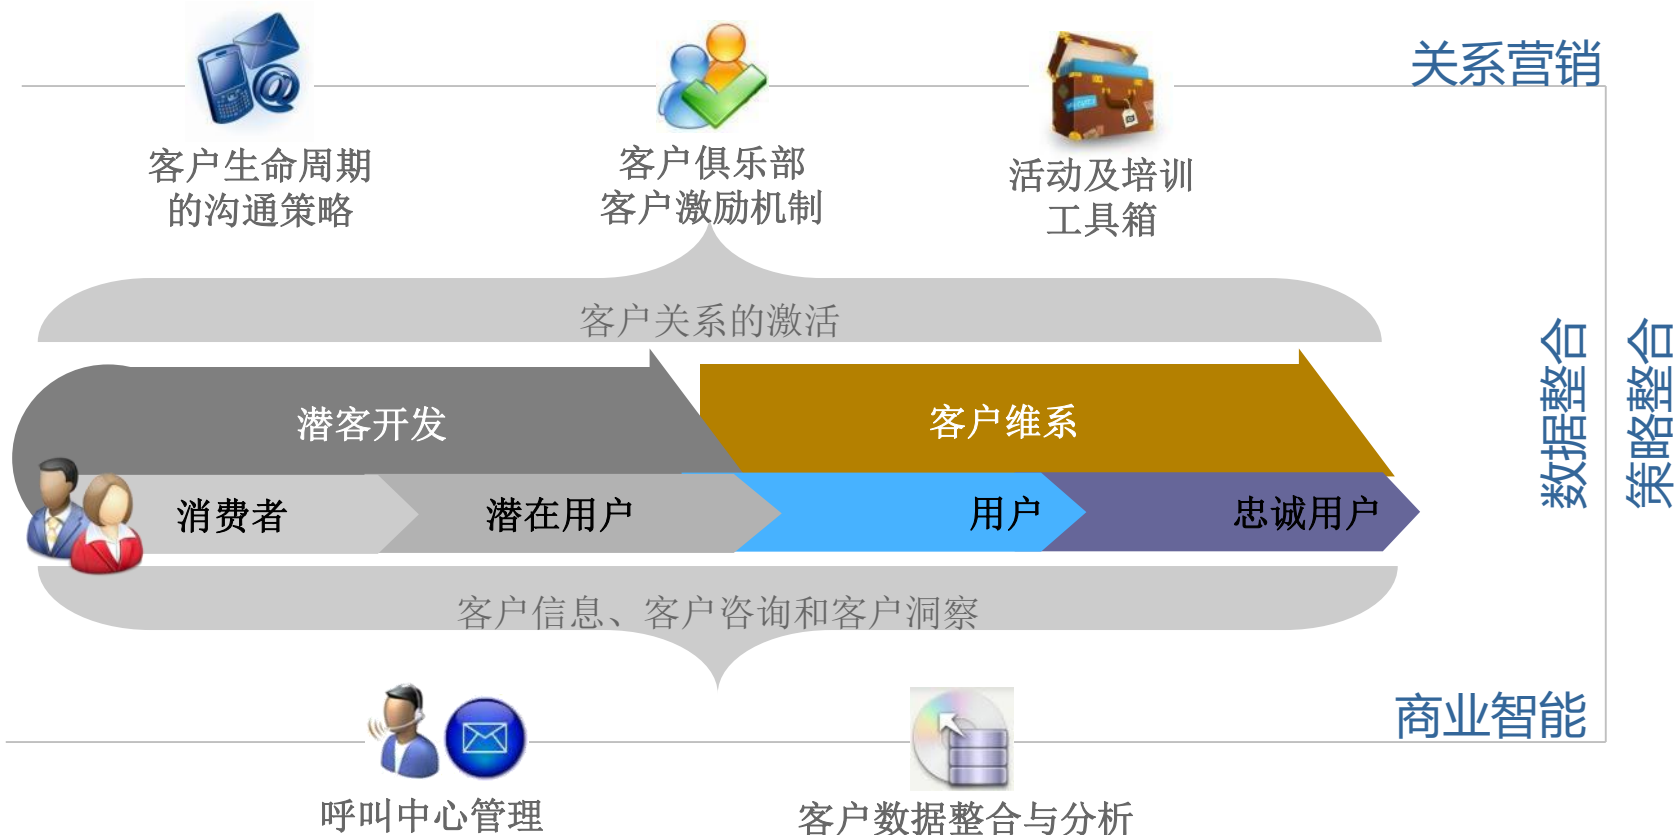 关系营销
客户生命周期
的沟通策略
客户俱乐部
客户激励机制
活动及培训
工具箱
客户关系的激活
潜客开发
客户维系
消费者
潜在用户
用户
忠诚用户
数据整合
策略整合
客户信息、客户咨询和客户洞察
商业智能
呼叫中心管理
客户数据整合与分析